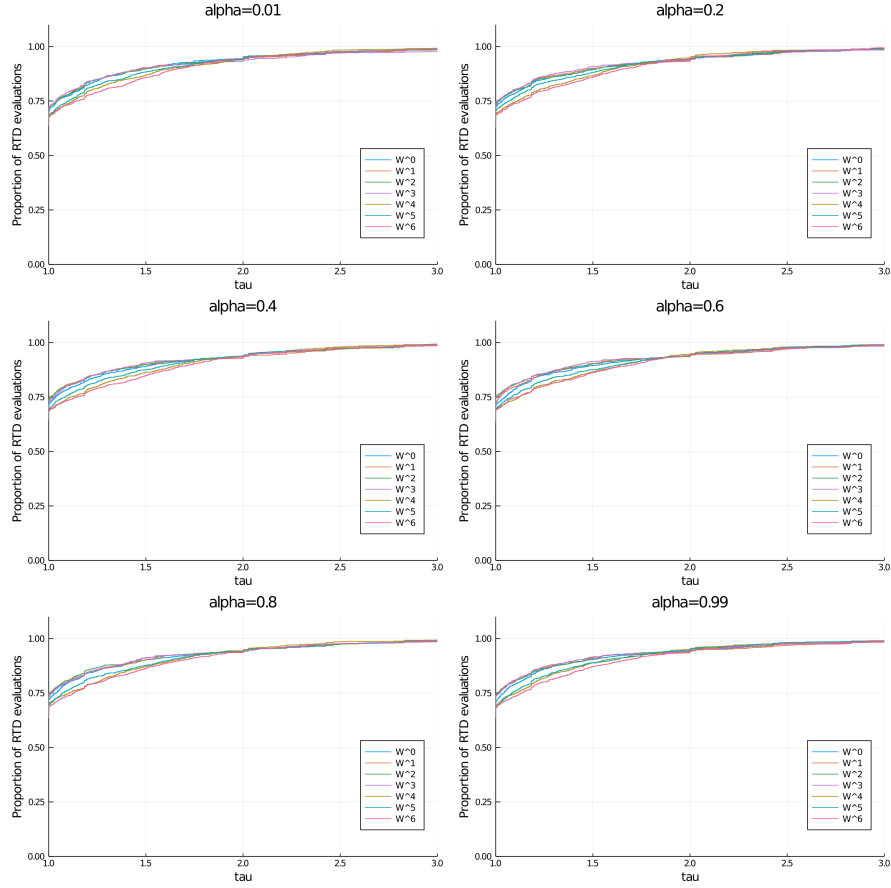 alpha=0.01
1.00
0.75
0.50
0.25
0.00
Proportion of RTD evaluations
W^0
W^1
W^2
W^3
W^4
W^5
W^6
1.0 1.5 2.0 2.5 3.0
tau
alpha=0.2
1.00
0.75
0.50
0.25
0.00
Proportion of RTD evaluations
W^0
W^1
W^2
W^3
W^4
W^5
W^6
1.0 1.5 2.0 2.5 3.0
tau
alpha=0.4
1.00
0.75
0.50
0.25
0.00
Proportion of RTD evaluations
W^0
W^1
W^2
W^3
W^4
W^5
W^6
1.0 1.5 2.0 2.5 3.0
tau
alpha=0.6
1.00
0.75
0.50
0.25
0.00
Proportion of RTD evaluations
W^0
W^1
W^2
W^3
W^4
W^5
W^6
1.0 1.5 2.0 2.5 3.0
tau
alpha=0.8
1.00
0.75
0.50
0.25
0.00
Proportion of RTD evaluations
W^0
W^1
W^2
W^3
W^4
W^5
W^6
1.0 1.5 2.0 2.5 3.0
tau
alpha=0.99
1.00
0.75
0.50
0.25
0.00
Proportion of RTD evaluations
W^0
W^1
W^2
W^3
W^4
W^5
W^6
1.0 1.5 2.0 2.5 3.0
tau